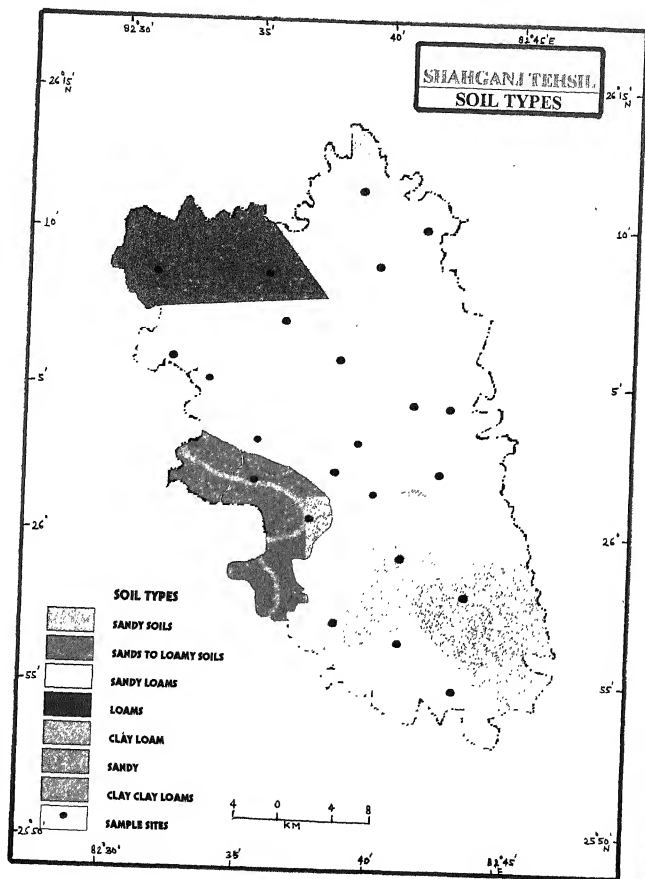 82°30' 35' 40' 82°45'E
SHAHGANJ TEHSIL
SOIL TYPES
26°15'
N
26°15'
N
10'
10'
5'
5'
26°
26°
55'
55'
25°50'
25°50'
N
SOIL TYPES
SANDY SOILS
SANDS TO LOAMY SOILS
SANDY LOAMS
LOAMS
CLAY LOAM
SANDY
CLAY CLAY LOAMS
SAMPLE SITES
4 0 4 8
KM
82°30' 35' 40' 82°45'
E